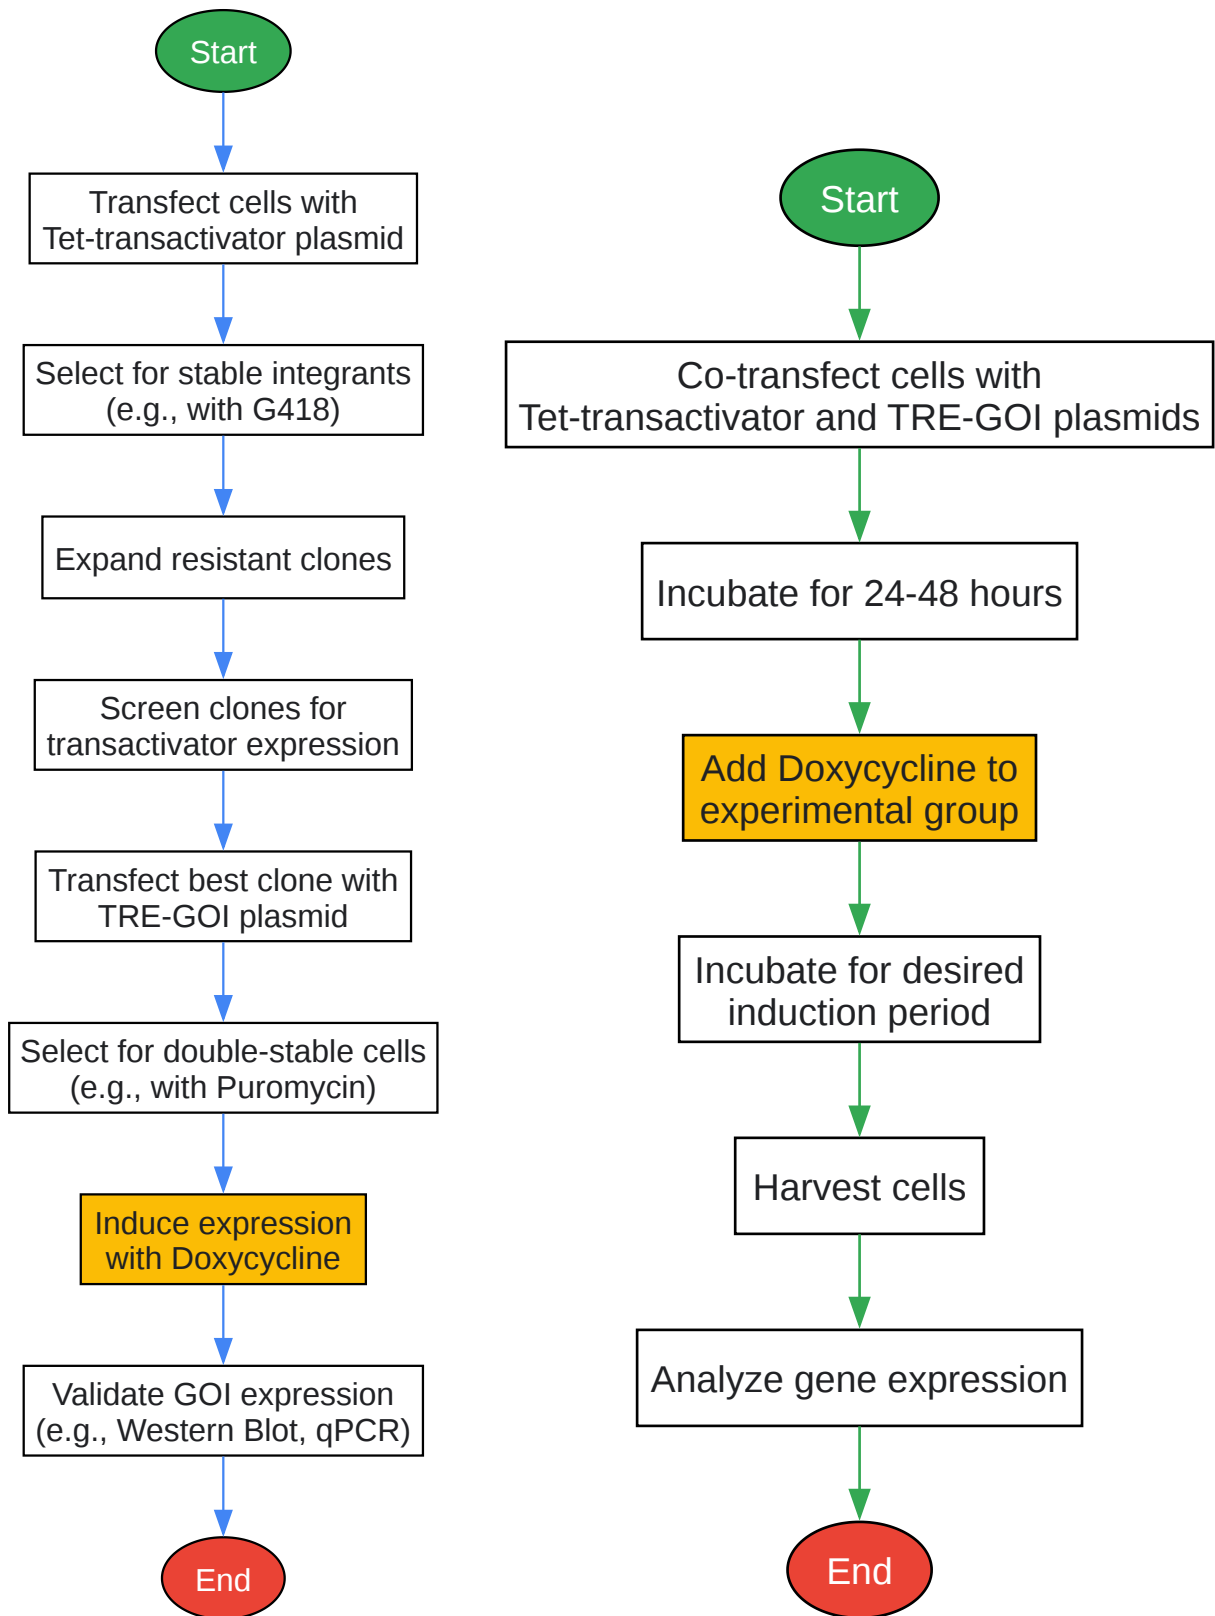 Start
Transfect cells with
Tet-transactivator plasmid
Select for stable integrants
(e.g., with G418)
Expand resistant clones
Screen clones for
transactivator expression
Transfect best clone with
TRE-GOI plasmid
Select for double-stable cells
(e.g., with Puromycin)
Induce expression
with Doxycycline
Validate GOI expression
(e.g., Western Blot, qPCR)
End
Start
Co-transfect cells with
Tet-transactivator and TRE-GOI plasmids
Incubate for 24-48 hours
Add Doxycycline to
experimental group
Incubate for desired
induction period
Harvest cells
Analyze gene expression
End